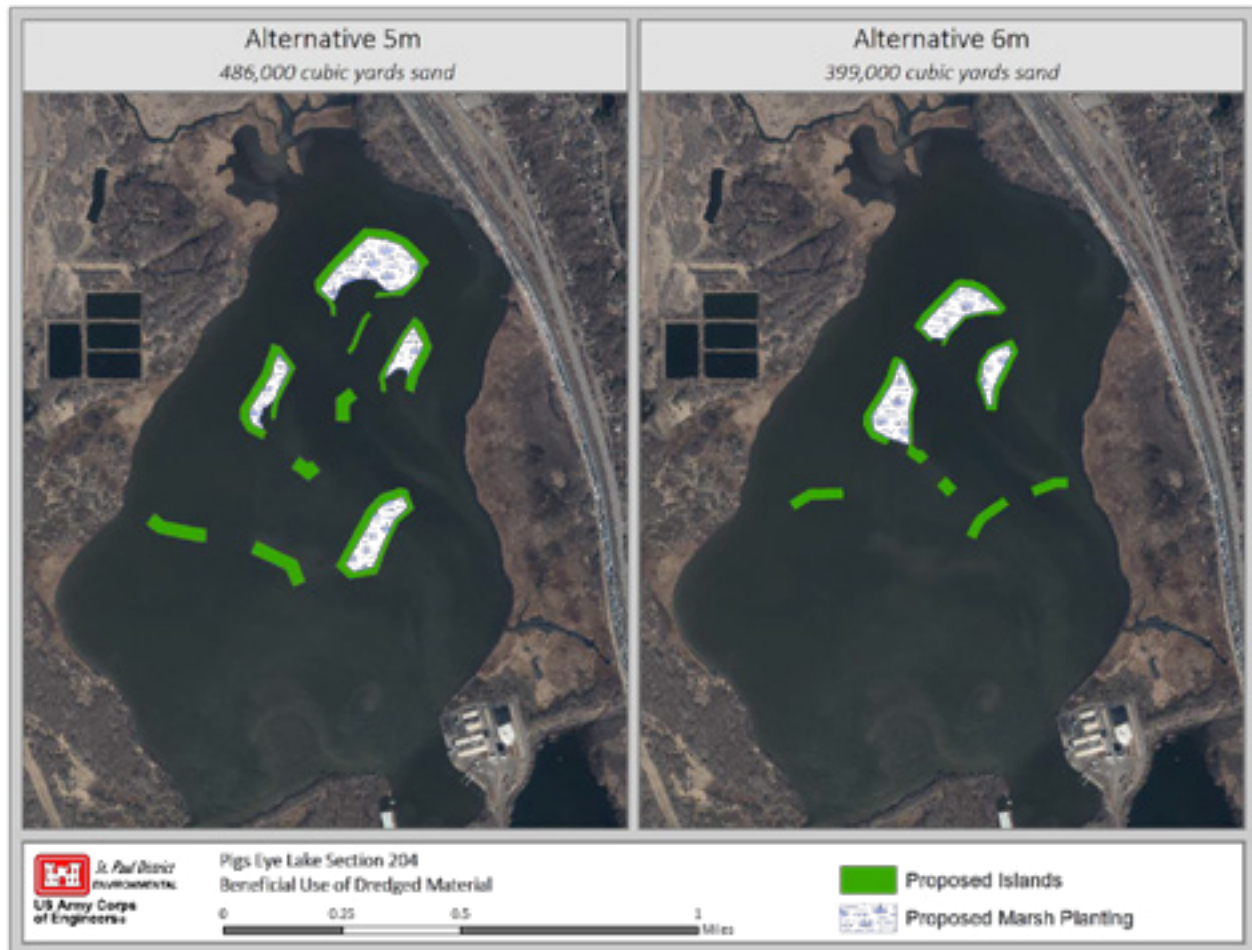 Alternative 5m
486,000 cubic yards sand
Alternative 6m
399,000 cubic yards sand
St. Paul District
ENVIRONMENTAL
US Army Corps
of Engineers®
Pigs Eye Lake Section 204
Beneficial Use of Dredged Material
0 0.25 0.5 1
Miles
Proposed Islands
Proposed Marsh Planting